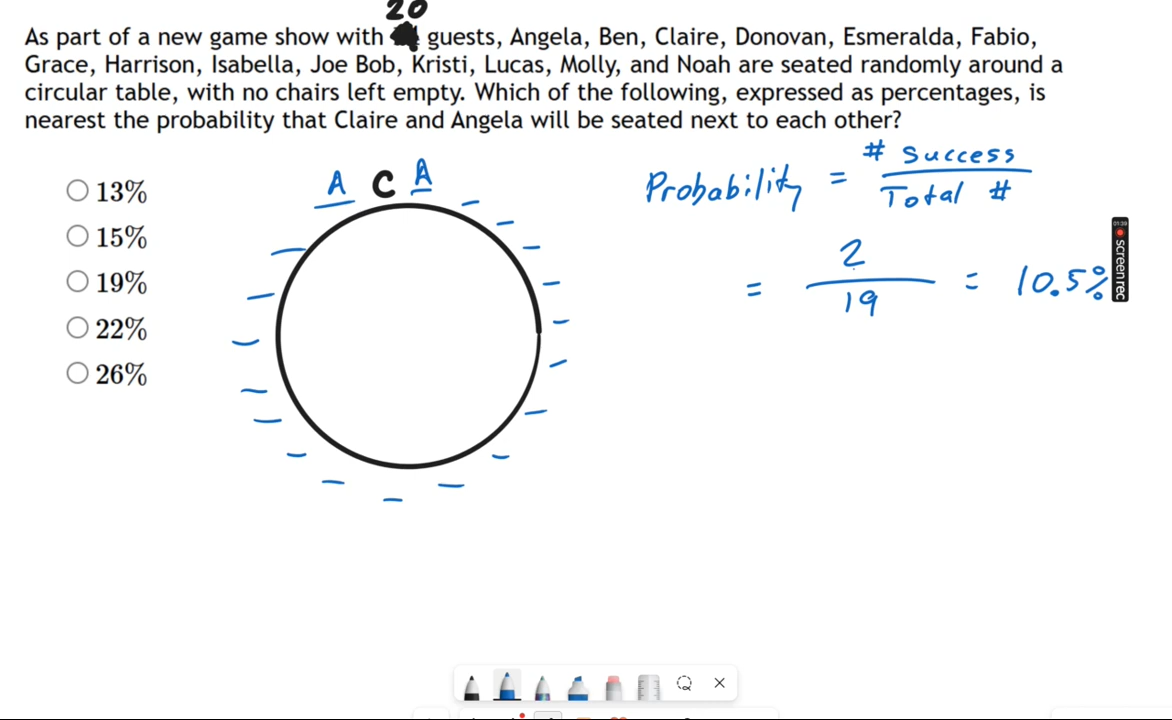 20
As part of a new game show with guests, Angela, Ben, Claire, Donovan, Esmeralda, Fabio,
Grace, Harrison, Isabella, Joe Bob, Kristi, Lucas, Molly, and Noah are seated randomly around a
circular table, with no chairs left empty. Which of the following, expressed as percentages, is
nearest the probability that Claire and Angela will be seated next to each other?
13%
15%
19%
22%
26%
A C A
Probability = # Success / Total #
= 2 / 19 = 10.5%
01:39
screenrec